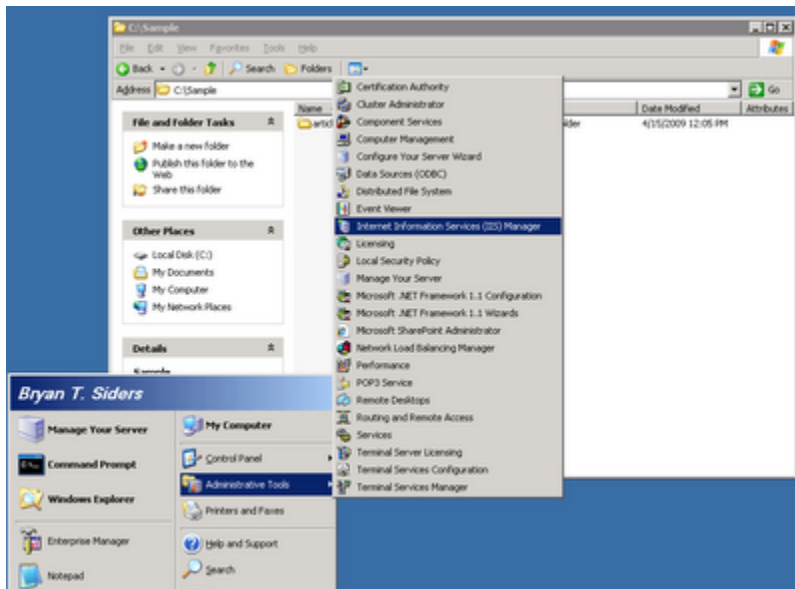 C:\Sample
File Edit View Favorites Tools Help
Back Search Folders
Address C:\Sample Go
Name Date Modified Attributes
4/15/2009 12:05 PM
File and Folder Tasks
Make a new folder
Publish this folder to the
Web
Share this folder
Other Places
Local Disk (C:)
My Documents
My Computer
My Network Places
Details
Sample
Certification Authority
Cluster Administrator
Component Services
Computer Management
Configure Your Server Wizard
Data Sources (ODBC)
Distributed File System
Event Viewer
Internet Information Services (IIS) Manager
Licensing
Local Security Policy
Manage Your Server
Microsoft .NET Framework 1.1 Configuration
Microsoft .NET Framework 1.1 Wizards
Microsoft SharePoint Administrator
Network Load Balancing Manager
Performance
POP3 Service
Remote Desktops
Routing and Remote Access
Services
Terminal Server Licensing
Terminal Services Configuration
Terminal Services Manager
Bryan T. Siders
Manage Your Server
Command Prompt
Windows Explorer
Enterprise Manager
Notepad
My Computer
Control Panel
Administrative Tools
Printers and Faxes
Help and Support
Search